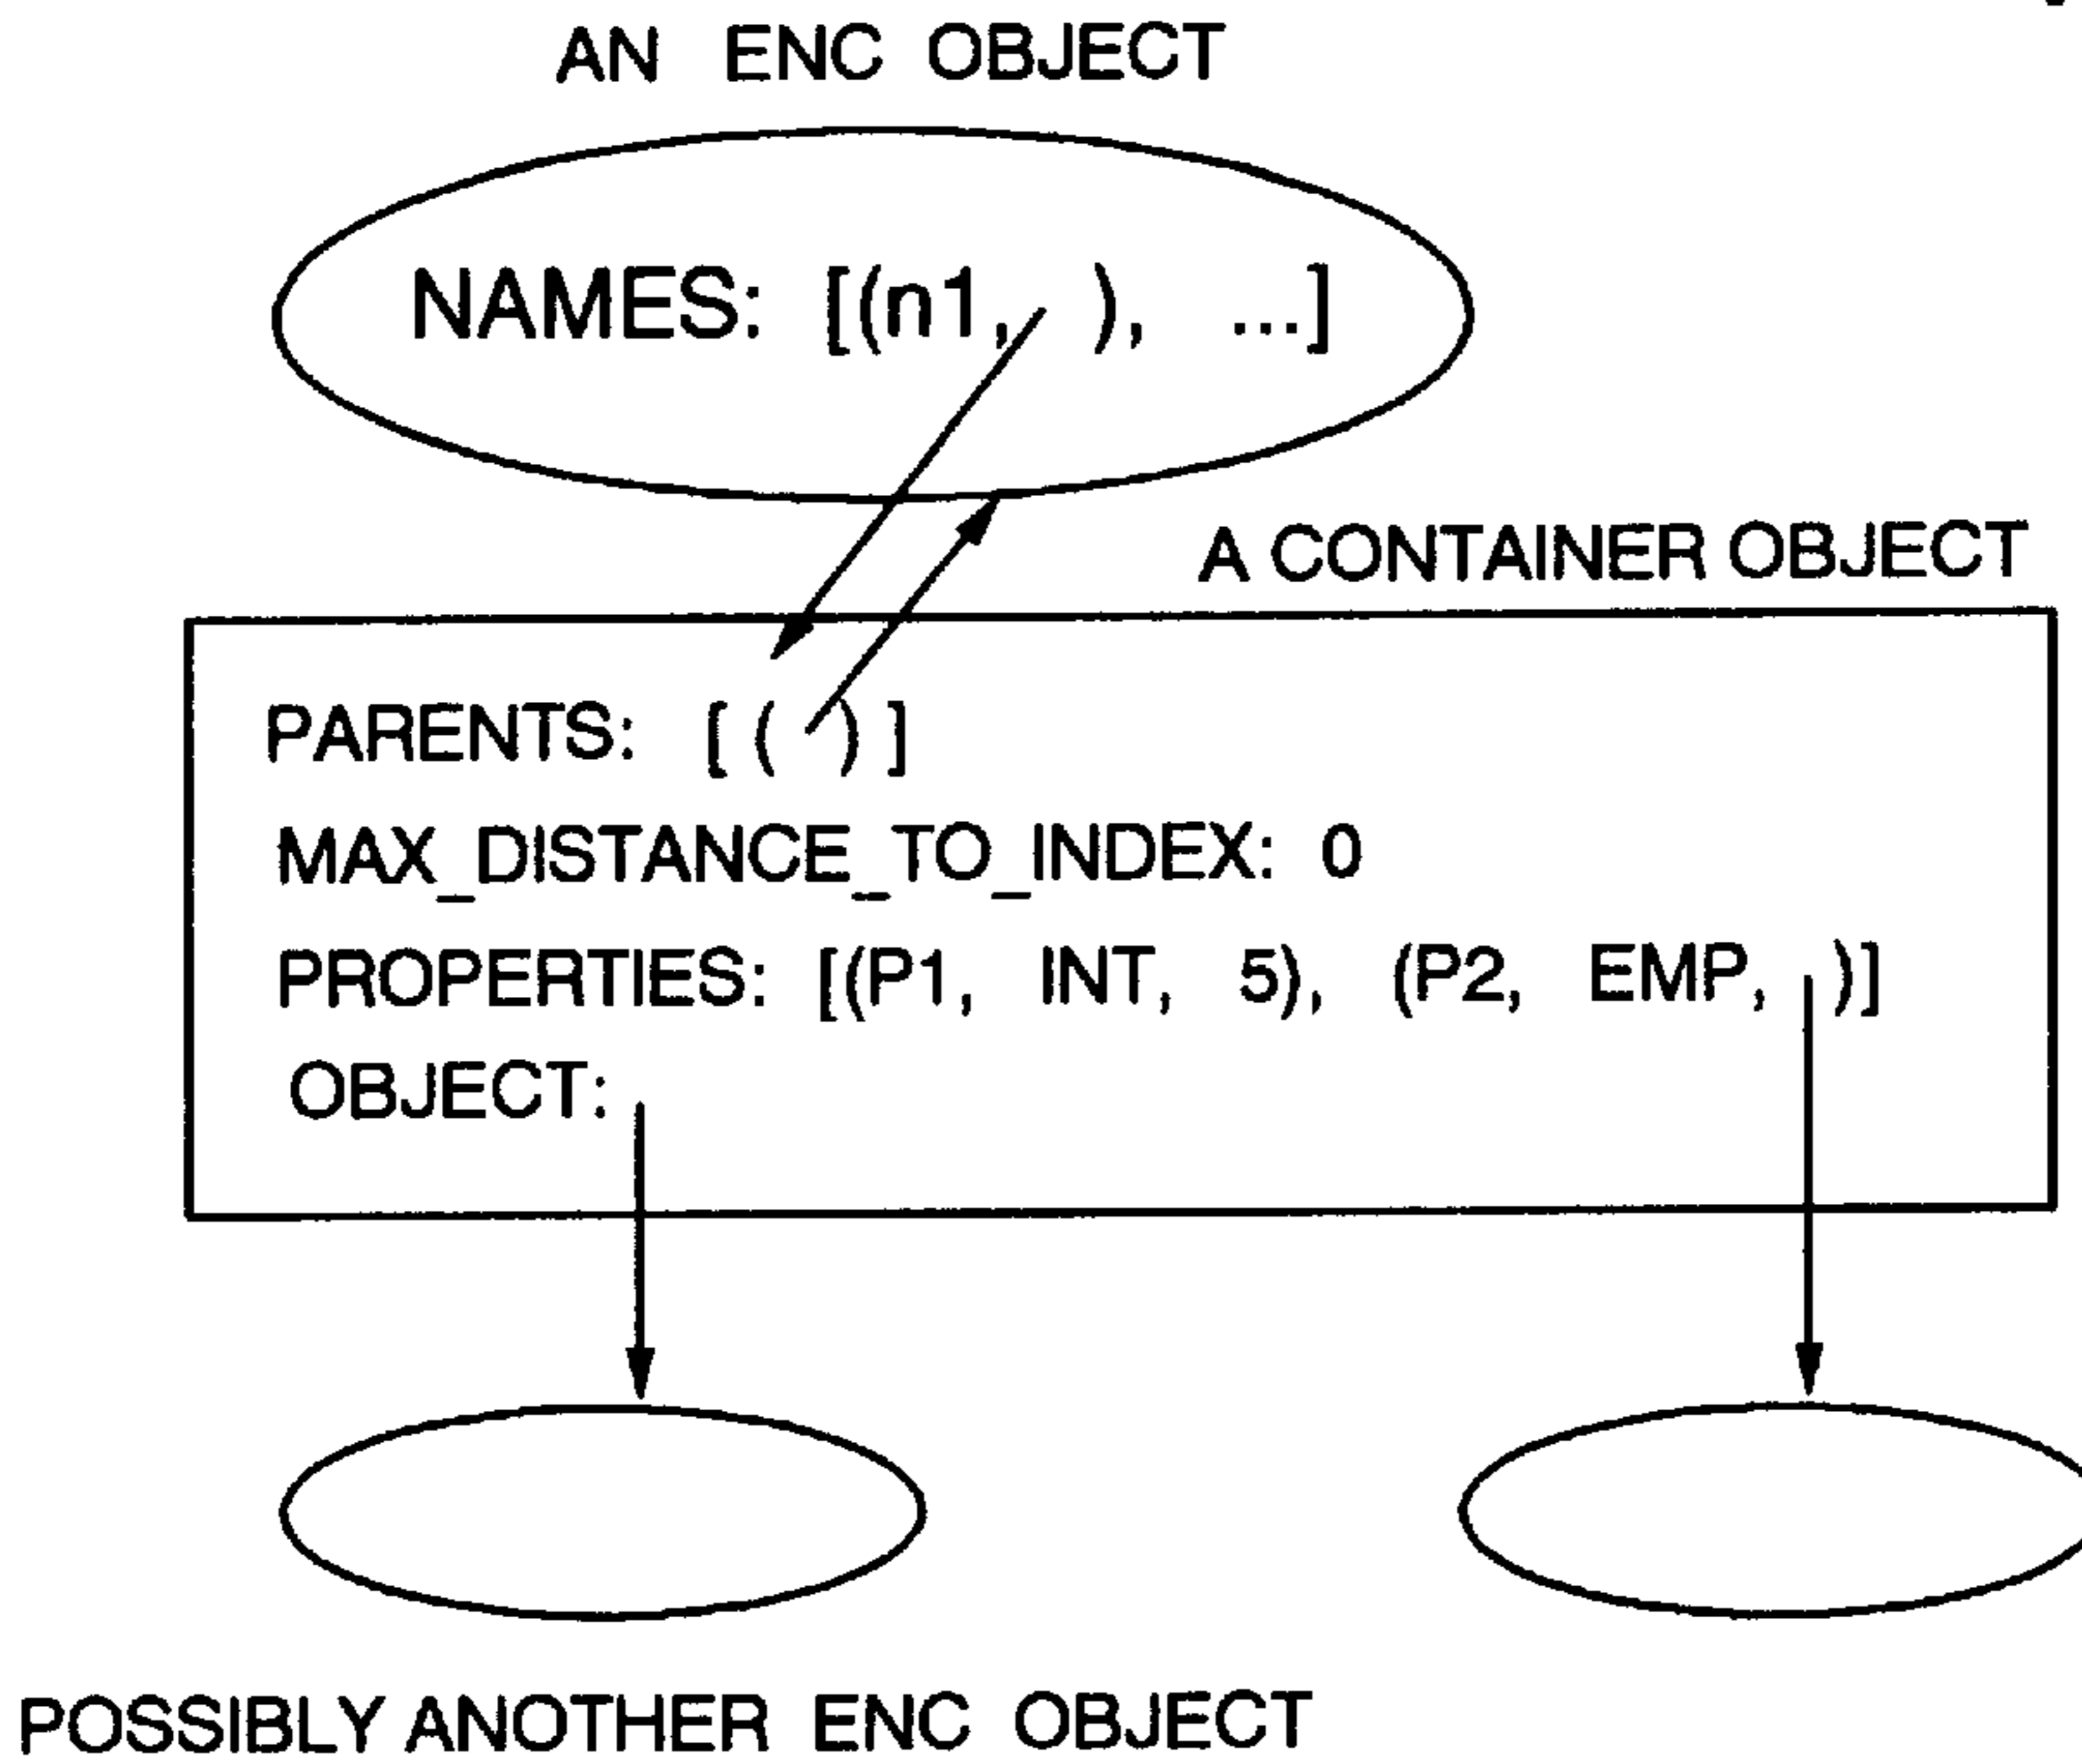 AN ENC OBJECT
NAMES: [(n1, ), ...]
A CONTAINER OBJECT
PARENTS: [ ( ) ]
MAX_DISTANCE_TO_INDEX: 0
PROPERTIES: [(P1, INT, 5), (P2, EMP, )]
OBJECT:
POSSIBLY ANOTHER ENC OBJECT